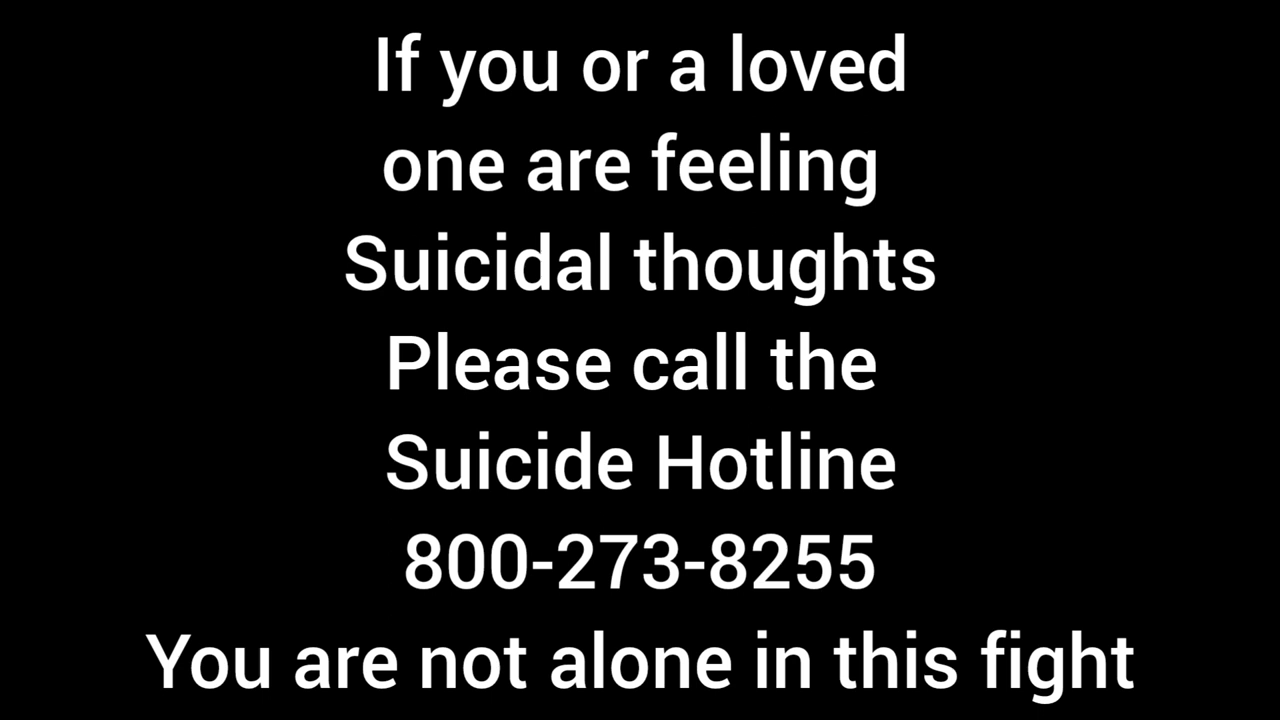 If you or a loved
one are feeling
Suicidal thoughts
Please call the
Suicide Hotline
800-273-8255
You are not alone in this fight